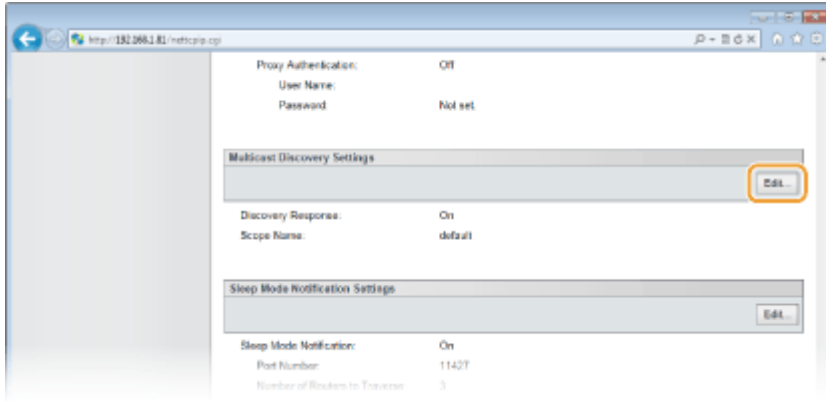 http://192.168.1.81/nettcpip.cgi
Proxy Authentication: Off
User Name:
Password: Not set.
Multicast Discovery Settings
Edit...
Discovery Response: On
Scope Name: default
Sleep Mode Notification Settings
Edit...
Sleep Mode Notification: On
Port Number: 11427
Number of Routers to Traverse: 3